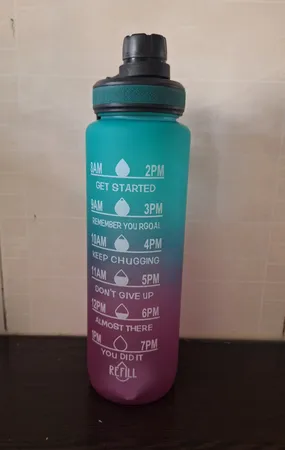 8AM 2PM
GET STARTED
9AM 3PM
REMEMBER YOU RGOAL
10AM 4PM
KEEP CHUGGING
11AM 5PM
DON'T GIVE UP
12PM 6PM
ALMOST THERE
1PM 7PM
YOU DID IT
REFILL